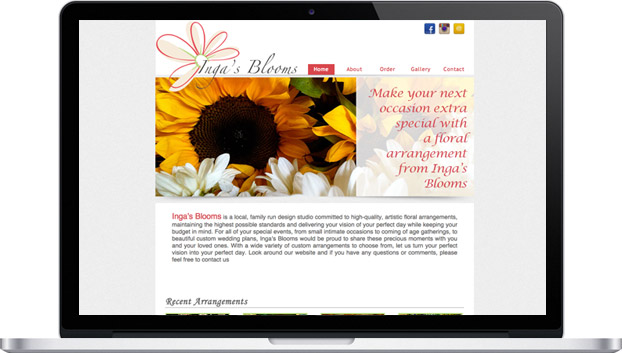 Inga's Blooms
Home About Order Gallery Contact
Make your next
occasion extra
special with
a floral
arrangement
from Inga's
Blooms
Inga's Blooms is a local, family run design studio committed to high-quality, artistic floral arrangements,
maintaining the highest possible standards and delivering your vision of your perfect day while keeping your
budget in mind. For all of your special events, from small intimate occasions to coming of age gatherings, to
beautiful custom wedding plans, Inga's Blooms would be proud to share these precious moments with you
and your loved ones. With a wide variety of custom arrangements to choose from, let us turn your perfect
vision into your perfect day. Look around our website and if you have any questions or comments, please
feel free to contact us
Recent Arrangements